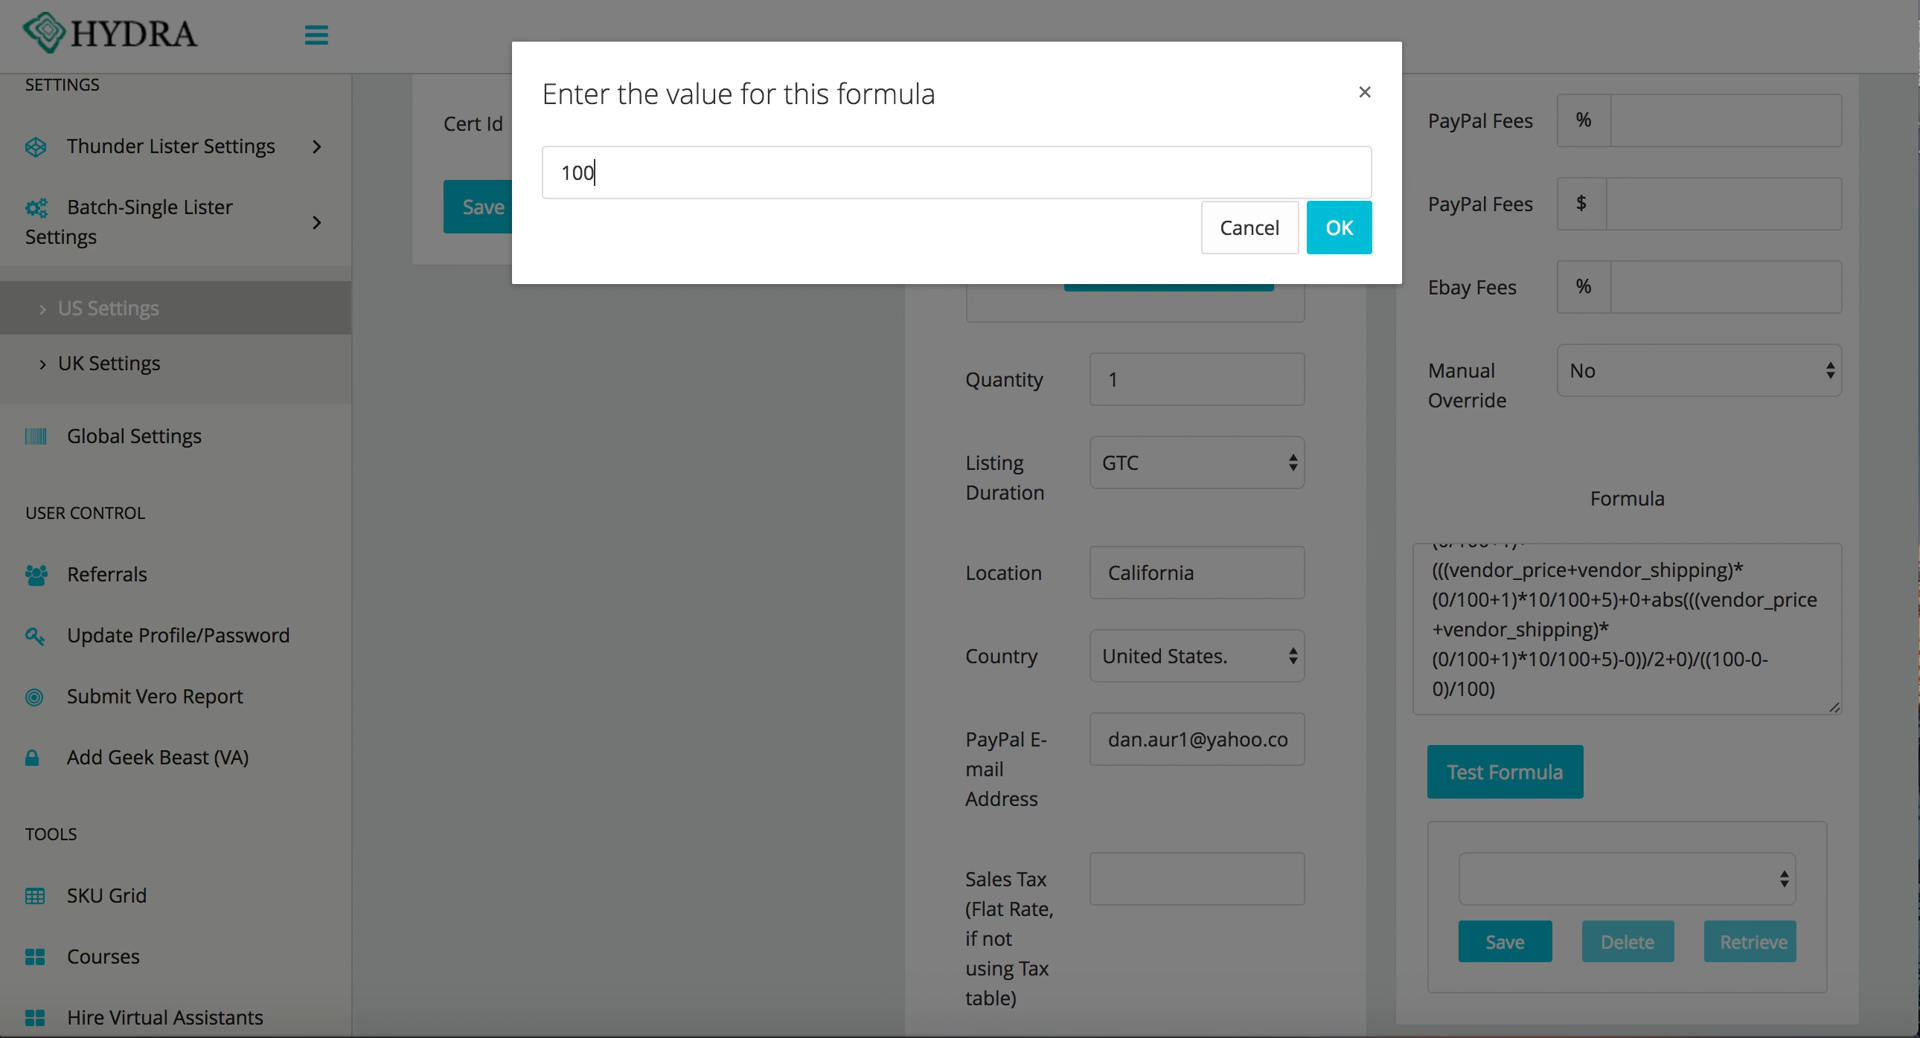 HYDRA
SETTINGS
Thunder Lister Settings
Batch-Single Lister
Settings
US Settings
UK Settings
Global Settings
USER CONTROL
Referrals
Update Profile/Password
Submit Vero Report
Add Geek Beast (VA)
TOOLS
SKU Grid
Courses
Hire Virtual Assistants
Cert Id
Save
Enter the value for this formula
×
100
Cancel
OK
Quantity
1
Listing
Duration
GTC
Location
California
Country
United States.
PayPal E-
mail
Address
dan.aur1@yahoo.co
Sales Tax
(Flat Rate,
if not
using Tax
table)
PayPal Fees
%
PayPal Fees
$
Ebay Fees
%
Manual
Override
No
Formula
(((vendor_price+vendor_shipping)*
(0/100+1)*10/100+5)+0+abs(((vendor_price
+vendor_shipping)*
(0/100+1)*10/100+5)-0))/2+0)/((100-0-
0)/100)
Test Formula
Save
Delete
Retrieve